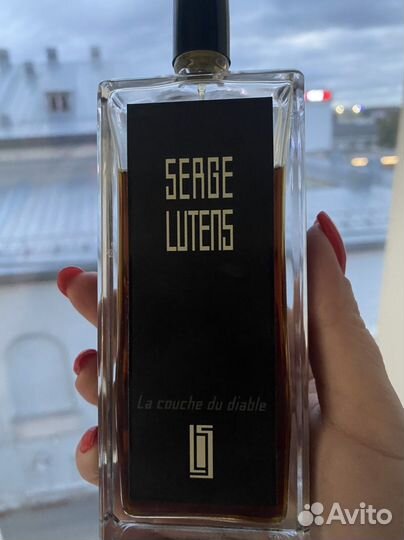 SERGE
LUTENS
La couche du diable
Avito